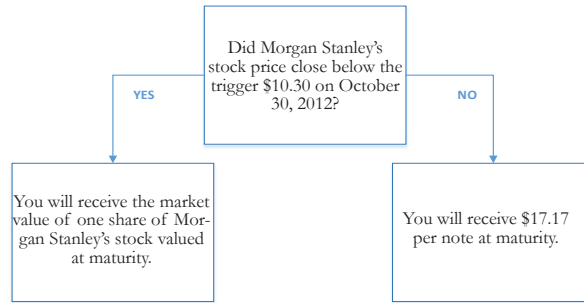 Did Morgan Stanley's
stock price close below the
trigger $10.30 on October
30, 2012?
YES
NO
You will receive the market
value of one share of Mor-
gan Stanley's stock valued
at maturity.
You will receive $17.17
per note at maturity.